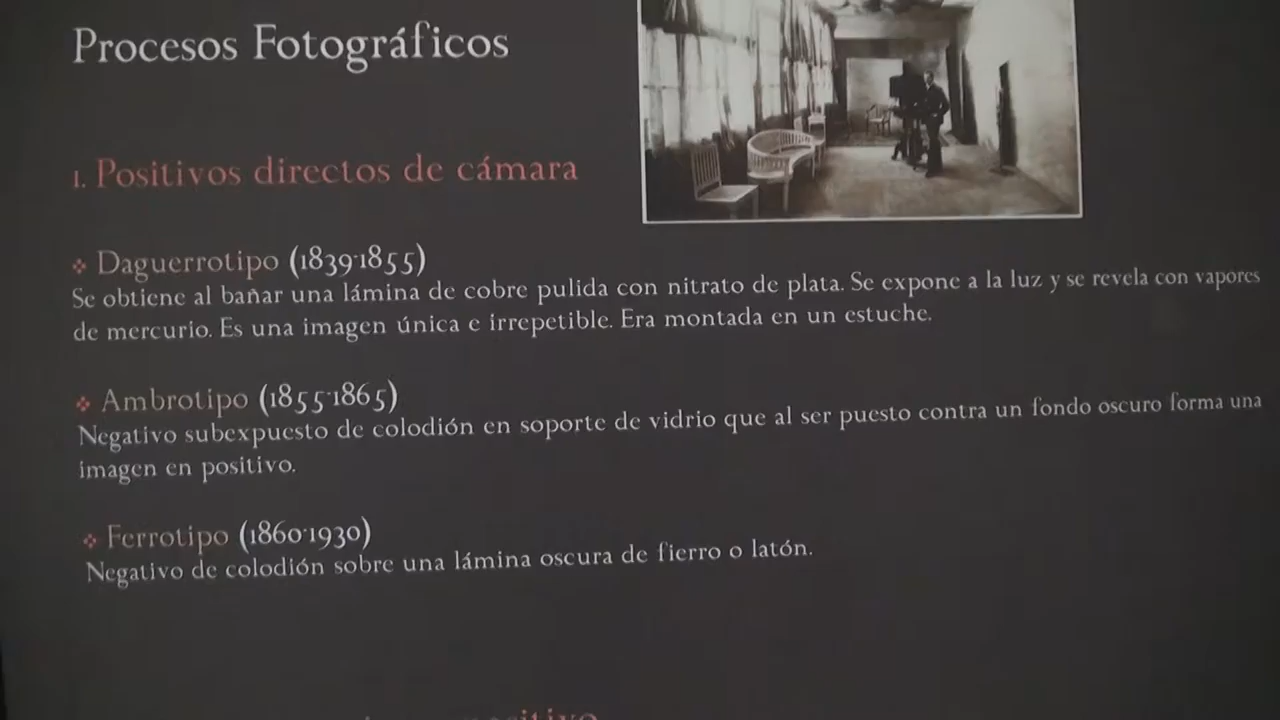 Procesos Fotográficos
1. Positivos directos de cámara
Daguerrotipo (1839-1855)
Se obtiene al bañar una lámina de cobre pulida con nitrato de plata. Se expone a la luz y se revela con vapores
de mercurio. Es una imagen única e irrepetible. Era montada en un estuche.
Ambrotipo (1855-1865)
Negativo subexpuesto de colodión en soporte de vidrio que al ser puesto contra un fondo oscuro forma una
imagen en positivo.
Ferrotipo (1860-1930)
Negativo de colodión sobre una lámina oscura de fierro o latón.